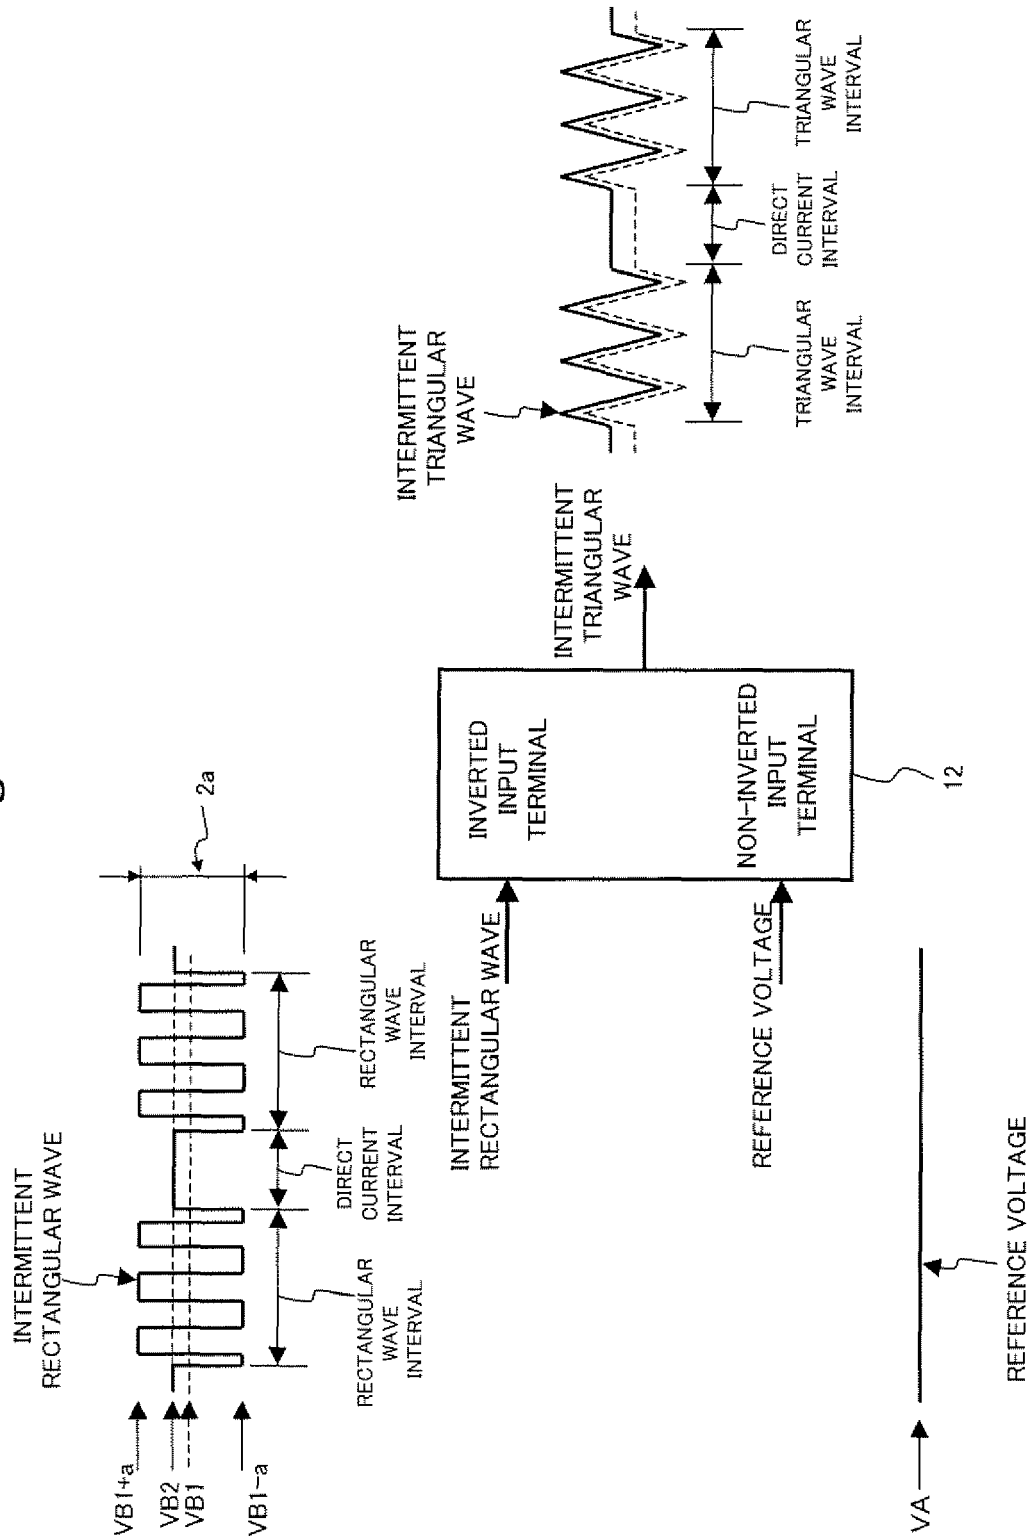 INTERMITTENT
RECTANGULAR WAVE
VB1+a
VB2
VB1
VB1-a
2a
RECTANGULAR
WAVE
INTERVAL
DIRECT
CURRENT
INTERVAL
RECTANGULAR
WAVE
INTERVAL
INTERMITTENT
RECTANGULAR WAVE
REFERENCE VOLTAGE
INVERTED
INPUT
TERMINAL
NON-INVERTED
INPUT
TERMINAL
12
INTERMITTENT
TRIANGULAR
WAVE
INTERMITTENT
TRIANGULAR
WAVE
TRIANGULAR
WAVE
INTERVAL
DIRECT
CURRENT
INTERVAL
TRIANGULAR
WAVE
INTERVAL
VA
REFERENCE VOLTAGE